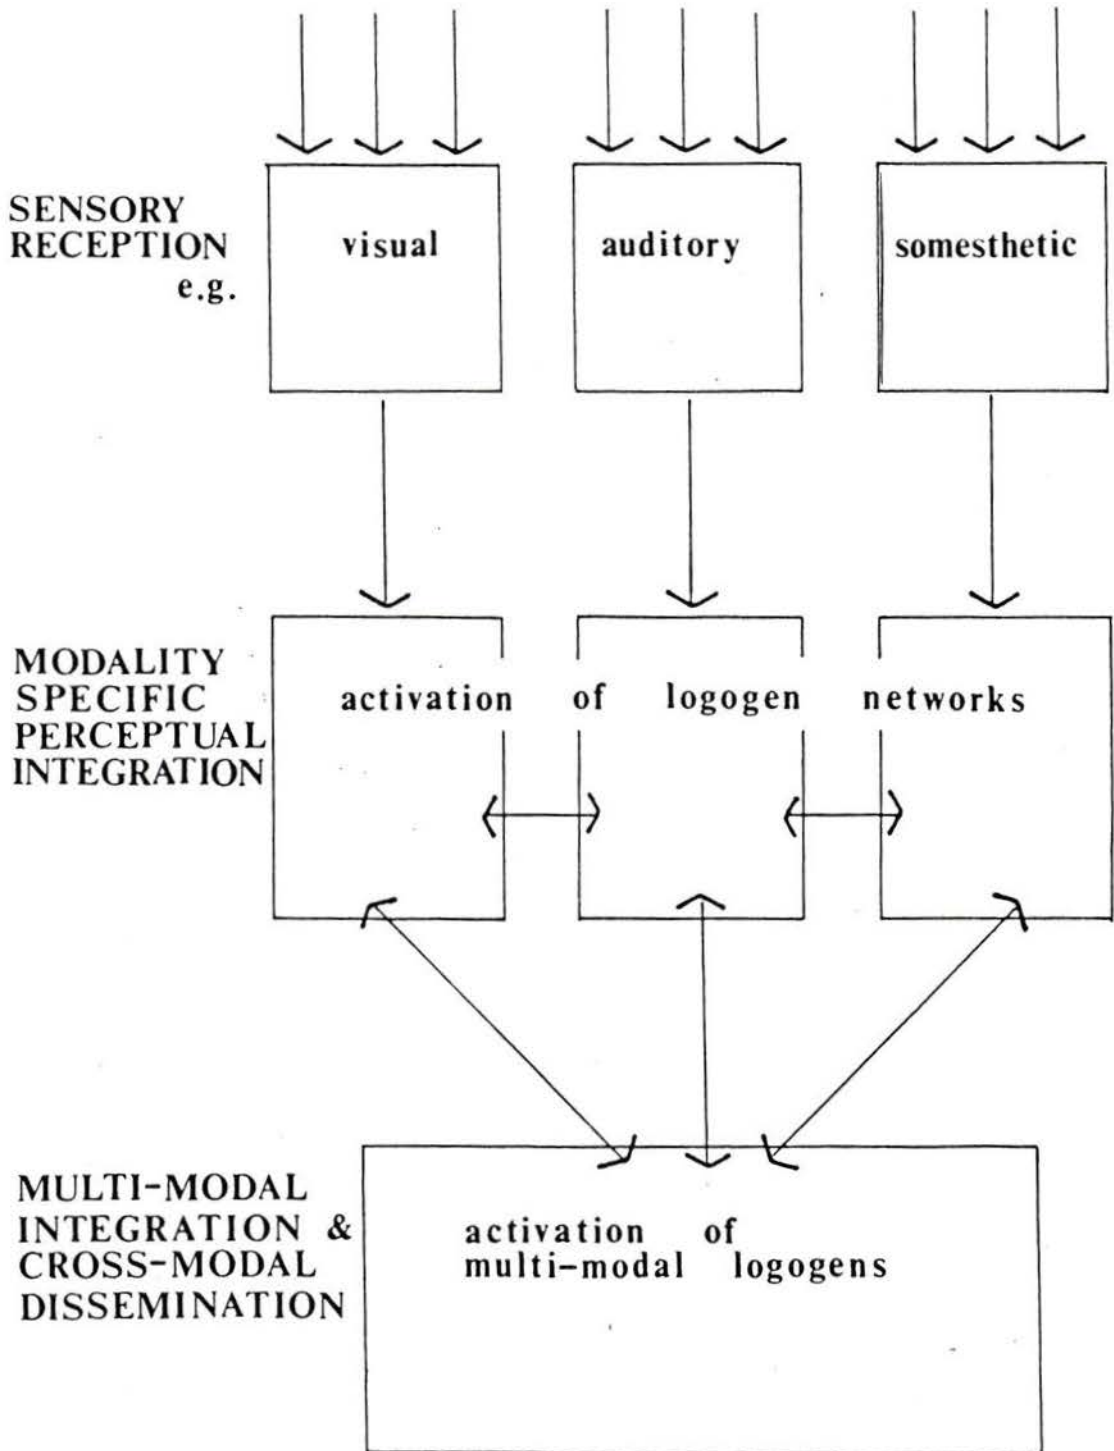 SENSORY
RECEPTION
e.g.
visual
auditory
somesthetic
MODALITY
SPECIFIC
PERCEPTUAL
INTEGRATION
activation of logogen networks
MULTI-MODAL
INTEGRATION &
CROSS-MODAL
DISSEMINATION
activation of
multi-modal logogens